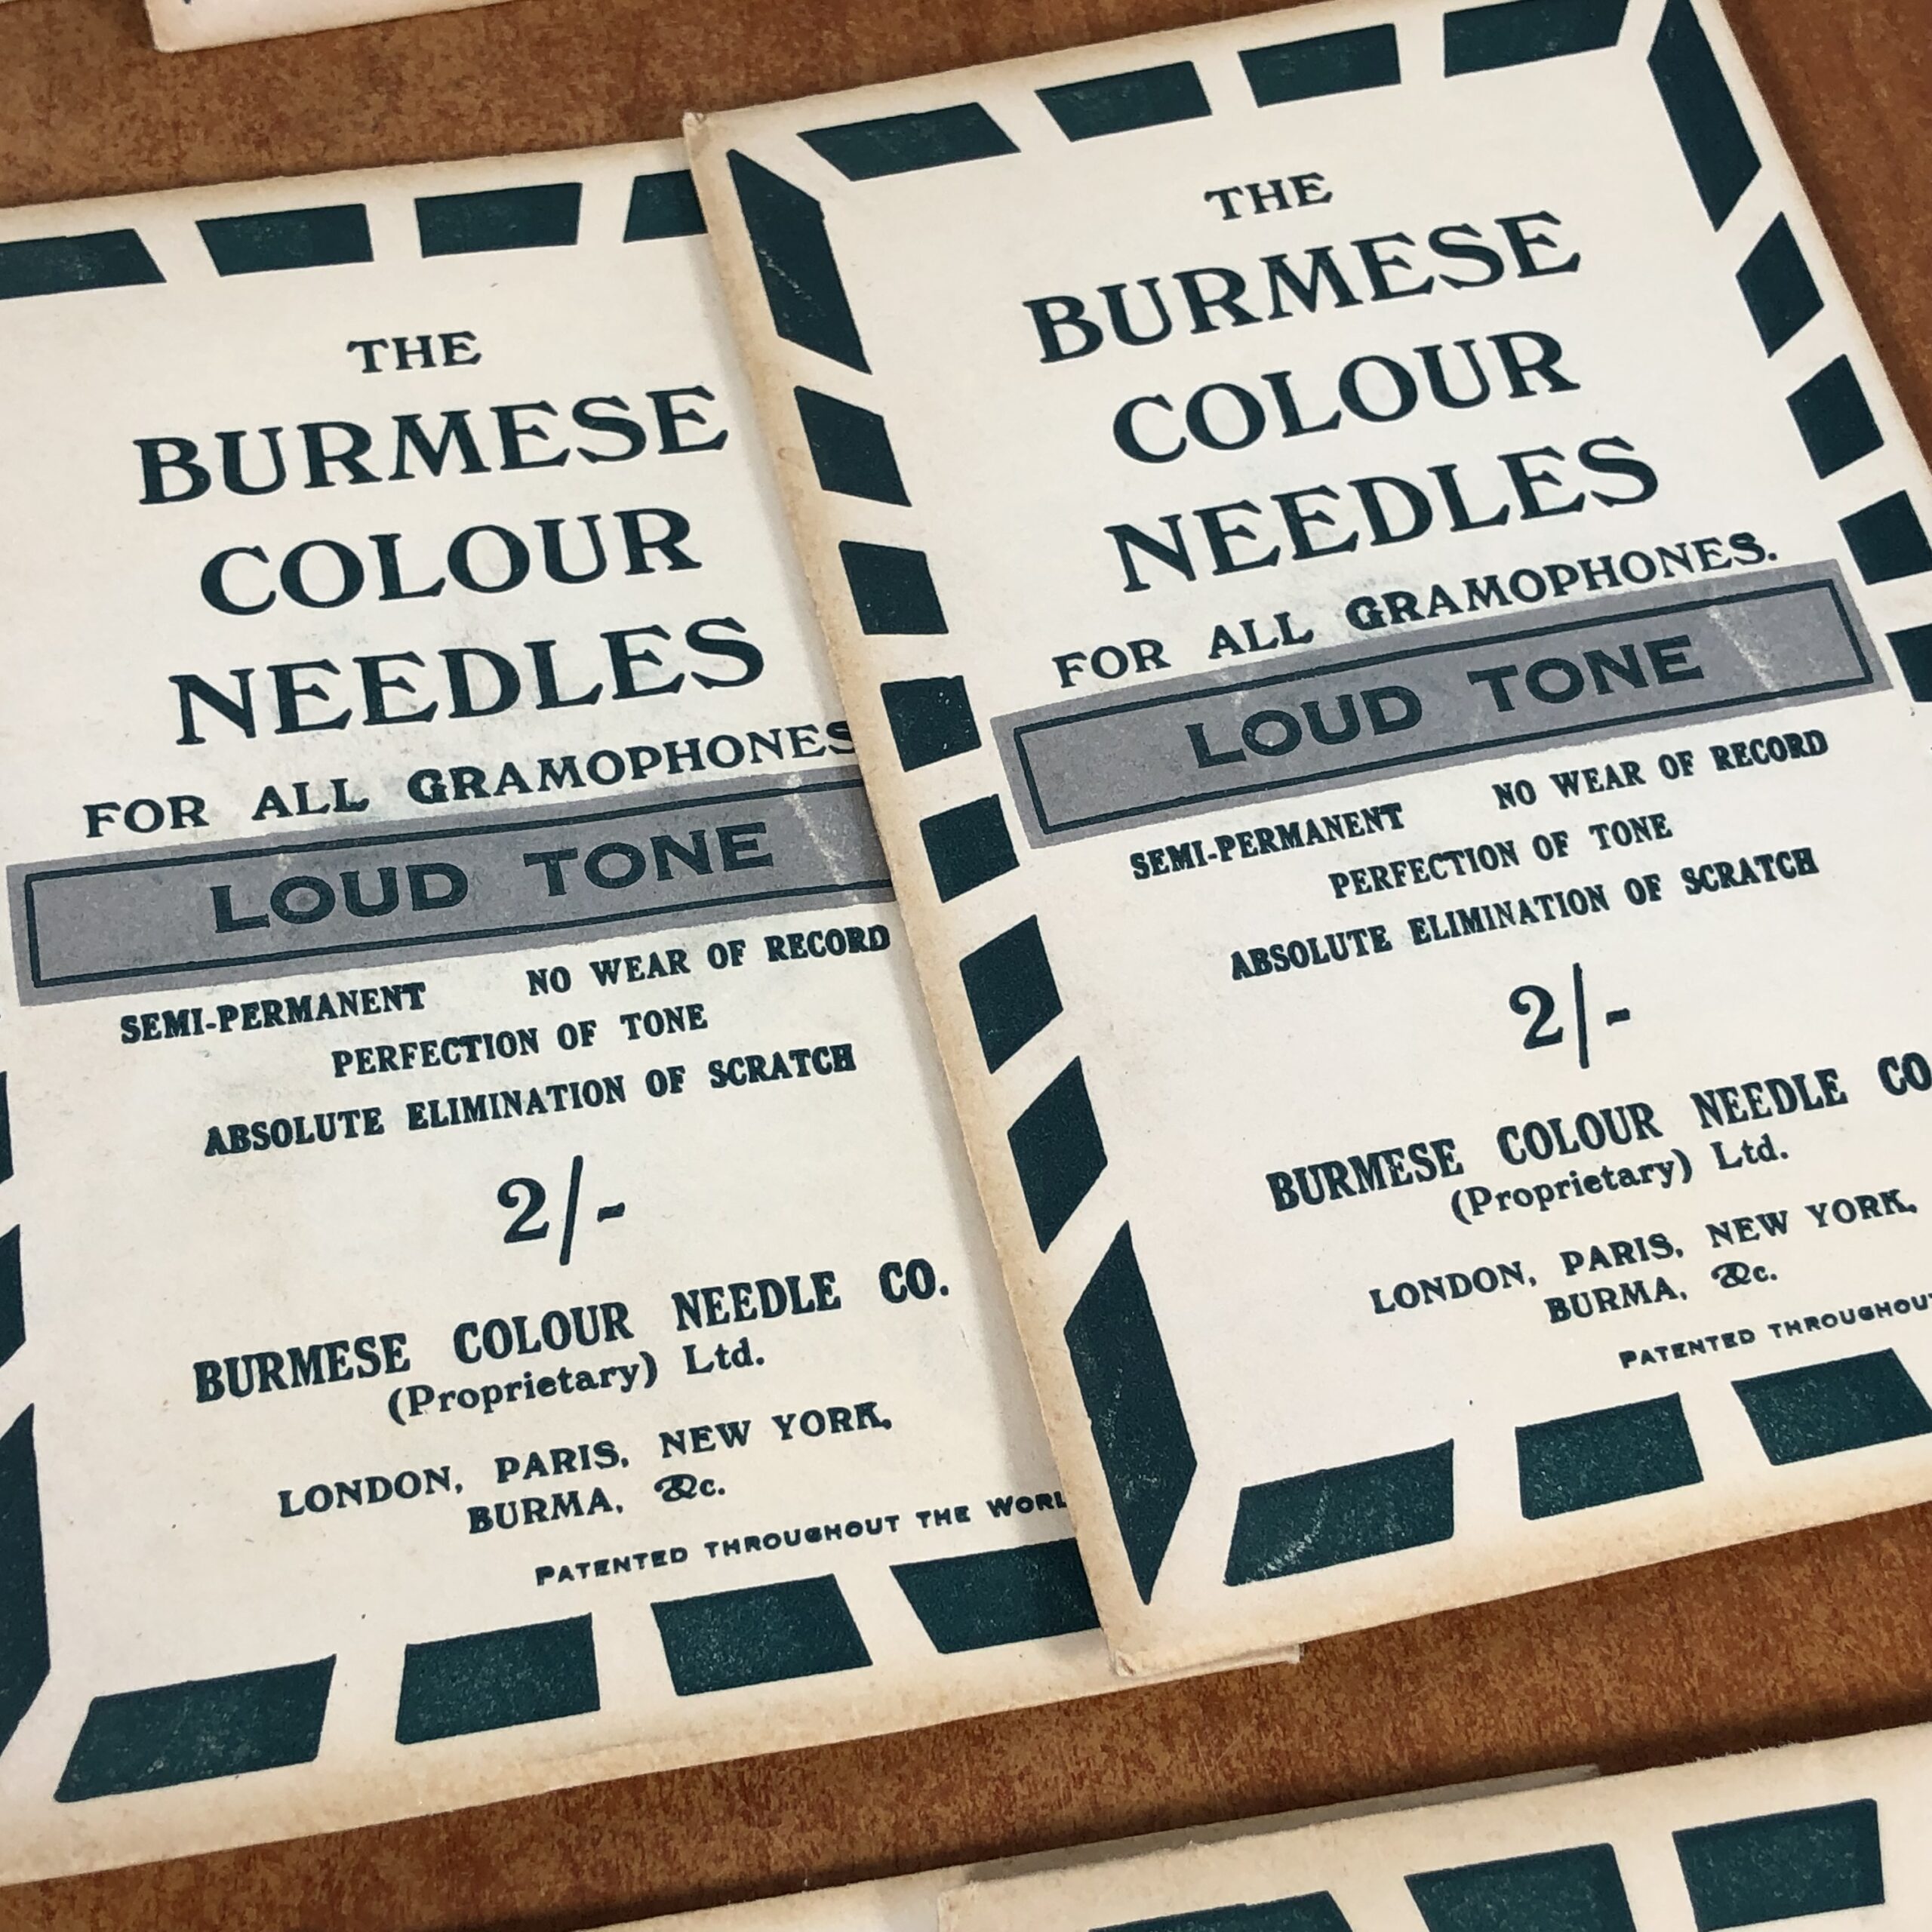 THE
BURMESE
COLOUR
NEEDLES
FOR ALL GRAMOPHONES
LOUD TONE
SEMI-PERMANENT NO WEAR OF RECORD
PERFECTION OF TONE
ABSOLUTE ELIMINATION OF SCRATCH
2/-
BURMESE COLOUR NEEDLE CO.
(Proprietary) Ltd.
LONDON, PARIS, NEW YORK,
BURMA, &c.
PATENTED THROUGHOUT THE WORL
THE
BURMESE
COLOUR
NEEDLES
FOR ALL GRAMOPHONES.
LOUD TONE
SEMI-PERMANENT NO WEAR OF RECORD
PERFECTION OF TONE
ABSOLUTE ELIMINATION OF SCRATCH
2/-
BURMESE COLOUR NEEDLE CO
(Proprietary) Ltd.
LONDON, PARIS, NEW YORK,
BURMA, &c.
PATENTED THROUGHOUT